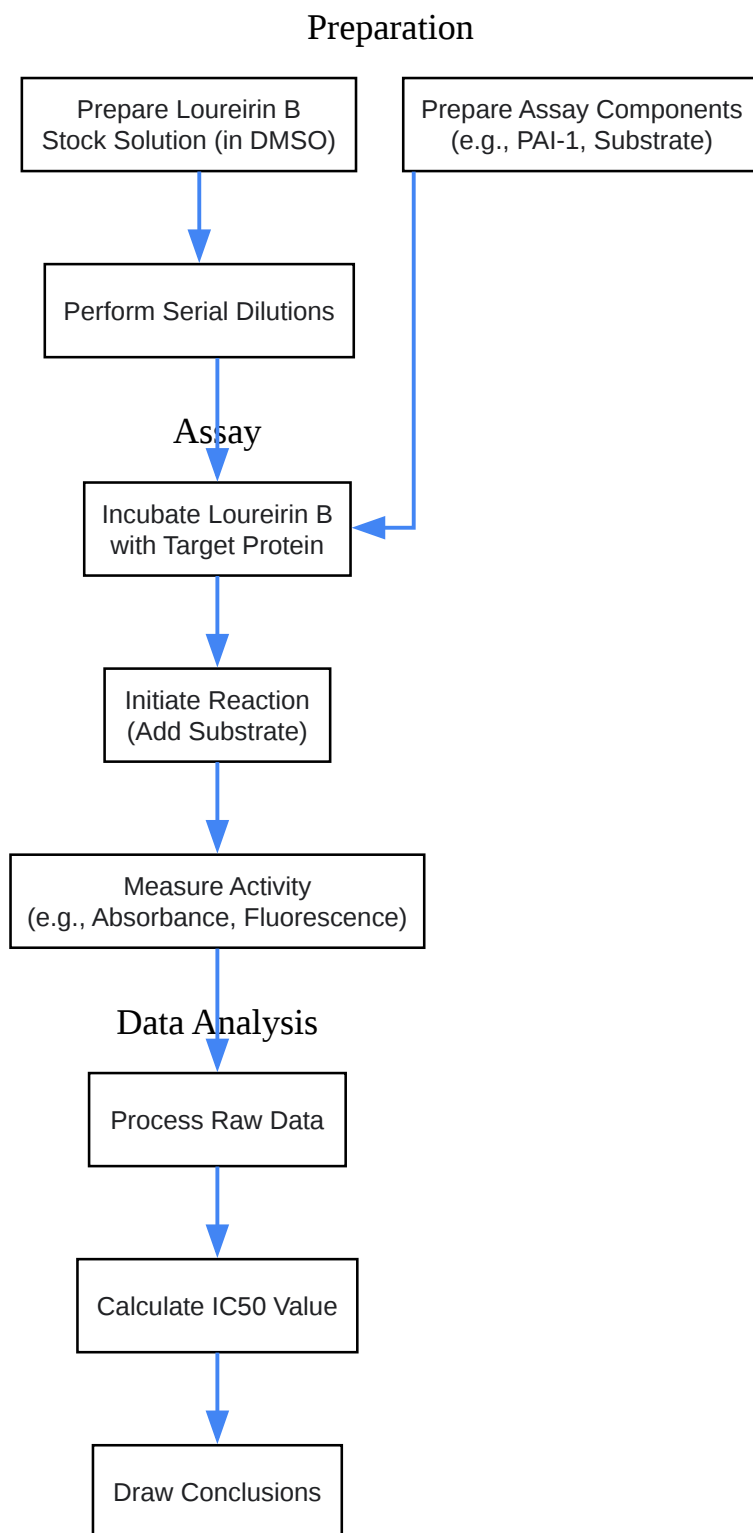 Preparation
Prepare Loureirin B
Stock Solution (in DMSO)
Prepare Assay Components
(e.g., PAI-1, Substrate)
Perform Serial Dilutions
Assay
Incubate Loureirin B
with Target Protein
Initiate Reaction
(Add Substrate)
Measure Activity
(e.g., Absorbance, Fluorescence)
Data Analysis
Process Raw Data
Calculate IC50 Value
Draw Conclusions